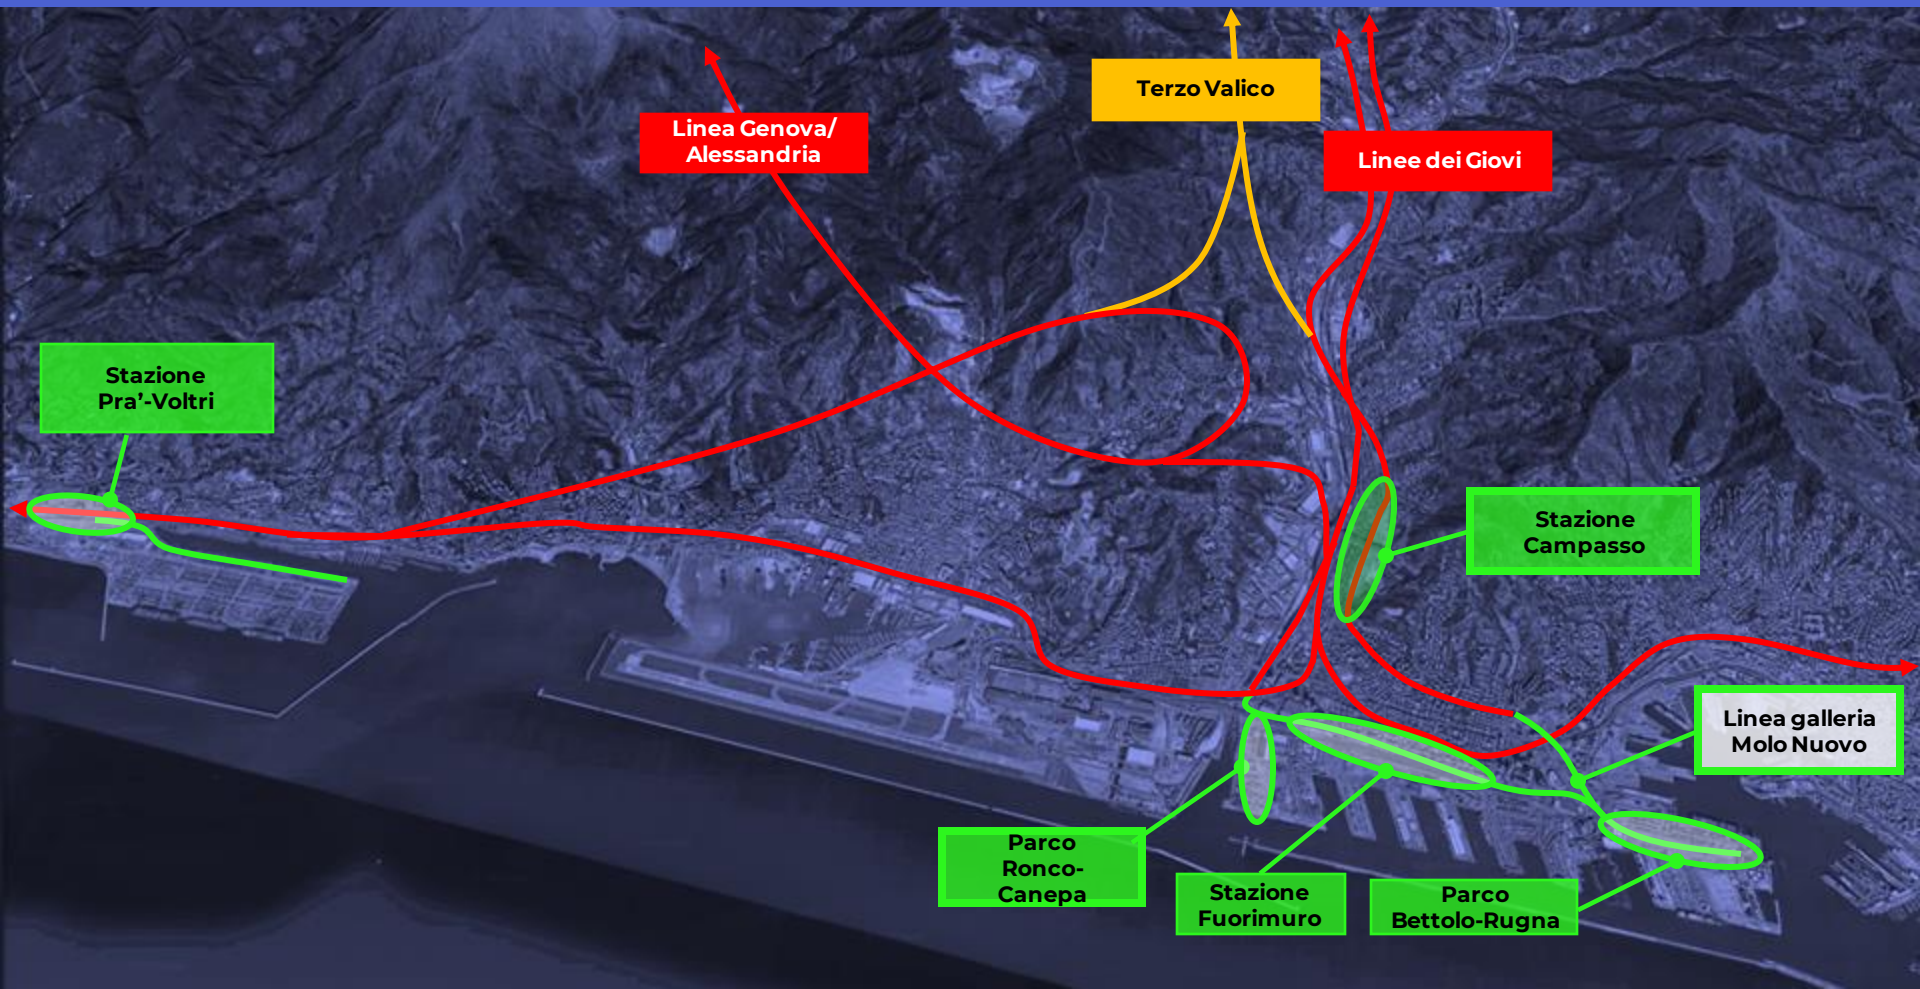 Terzo Valico
Linea Genova/
Alessandria
Linee dei Giovi
Stazione
Pra’-Voltri
Stazione
Campasso
Linea galleria
Molo Nuovo
Parco
Ronco-
Canepa
Stazione
Fuorimuro
Parco
Bettolo-Rugna